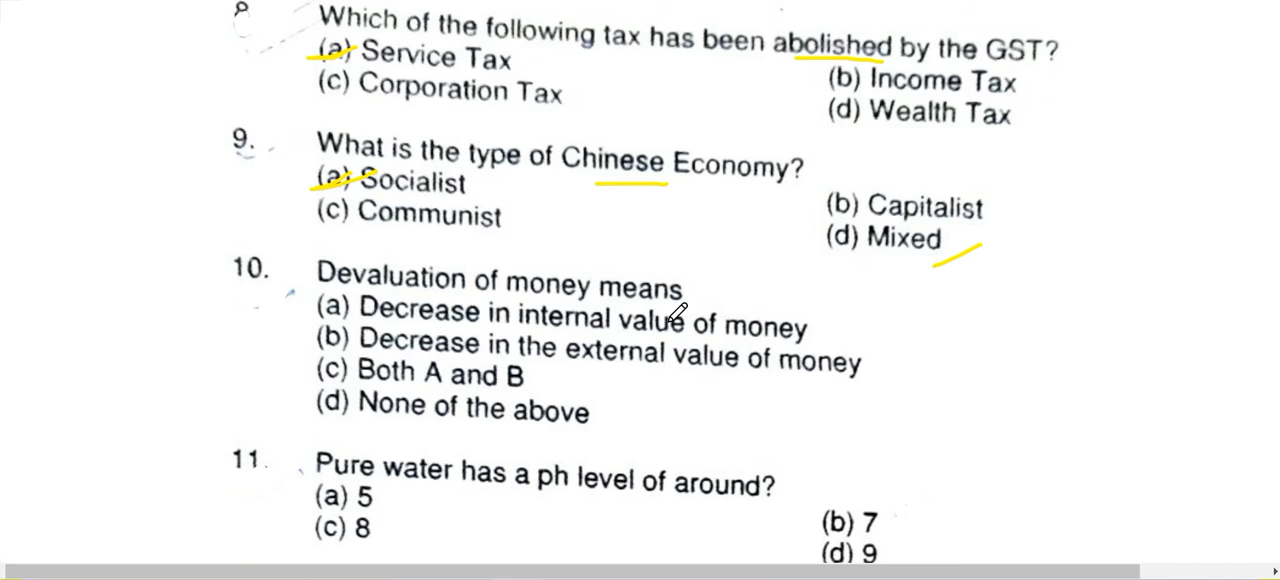 8 Which of the following tax has been abolished by the GST?
(a) Service Tax
(b) Income Tax
(c) Corporation Tax
(d) Wealth Tax
9. What is the type of Chinese Economy?
(a) Socialist
(b) Capitalist
(c) Communist
(d) Mixed
10. Devaluation of money means
(a) Decrease in internal value of money
(b) Decrease in the external value of money
(c) Both A and B
(d) None of the above
11. Pure water has a ph level of around?
(a) 5
(b) 7
(c) 8
(d) 9